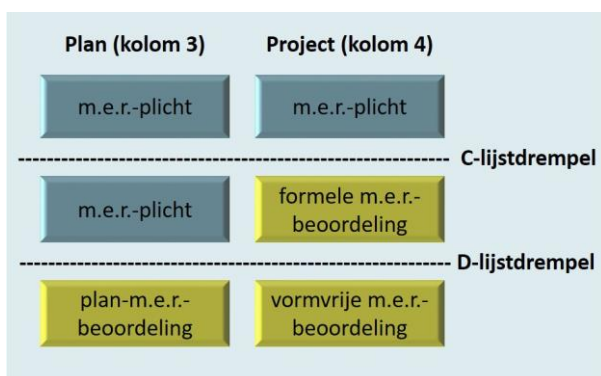 Plan (kolom 3) Project (kolom 4)
m.e.r.-plicht m.e.r.-plicht
C-lijstdrempel
m.e.r.-plicht
formele m.e.r.-
beoordeling
D-lijstdrempel
plan-m.e.r.-
beoordeling
vormvrije m.e.r.-
beoordeling